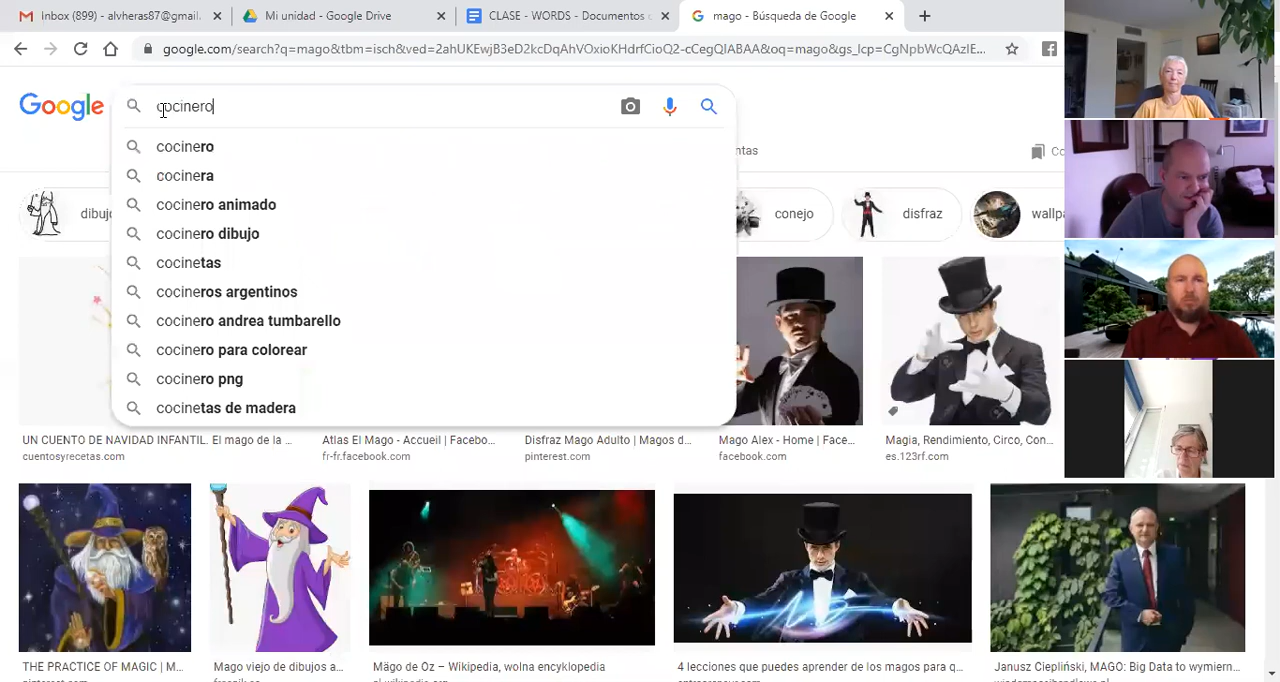 Inbox (899) - alvheras87@gmail.
Mi unidad - Google Drive
CLASE - WORDS - Documentos
mago - Búsqueda de Google
google.com/search?q=mago&tbm=isch&ved=2ahUKEwjB3eD2kcDqAhVOxioKHdrfCioQ2-cCegQIABAA&oq=mago&gs_lcp=CgNpbWcQAzIE...
Google
cocinero
cocinero
cocinera
cocinero animado
cocinero dibujo
cocinetas
cocineros argentinos
cocinero andrea tumbarello
cocinero para colorear
cocinero png
cocinetas de madera
conejo
disfraz
UN CUENTO DE NAVIDAD INFANTIL. El mago de la ...
cuentosyrecetas.com
Atlas El Mago - Accueil | Facebo...
fr-fr.facebook.com
Disfraz Mago Adulto | Magos d...
pinterest.com
Mago Alex - Home | Face...
facebook.com
Magia, Rendimiento, Circo, Con...
es.123rf.com
THE PRACTICE OF MAGIC | M...
Mago viejo de dibujos a...
Mägo de Oz – Wikipedia, wolna encyklopedia
4 lecciones que puedes aprender de los magos para q...
Janusz Ciepliński, MAGO: Big Data to wymiern...